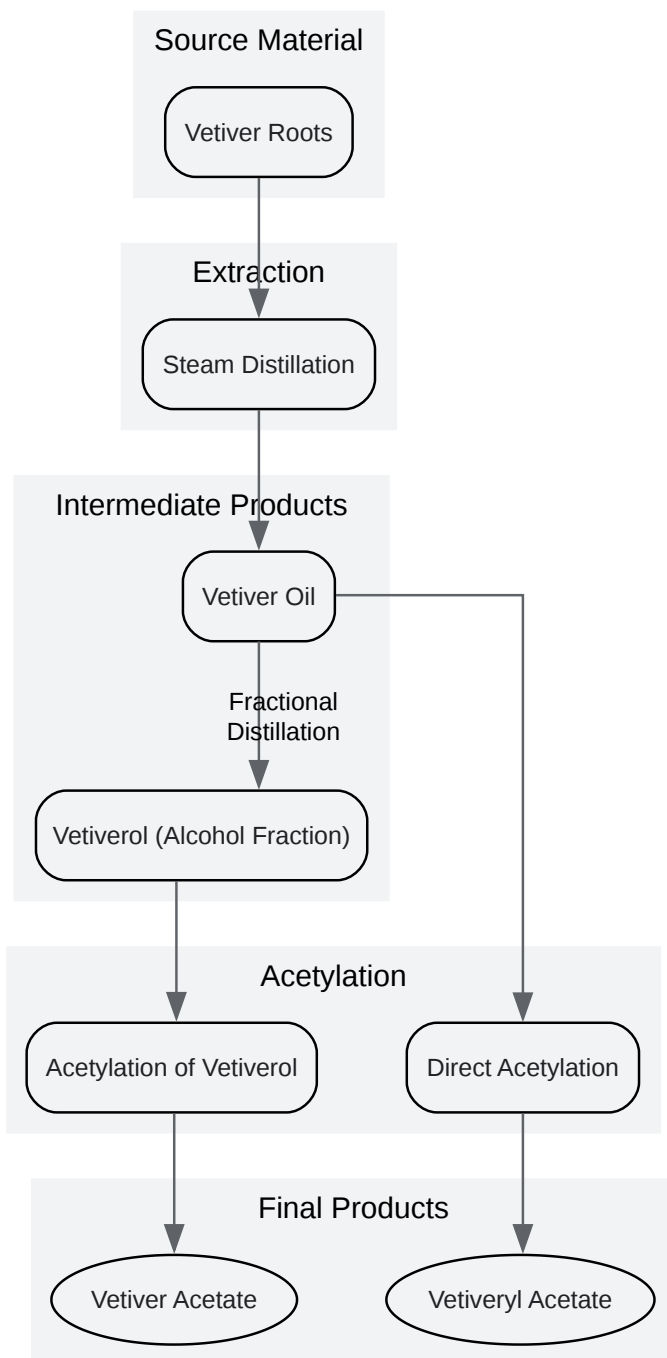 Source Material
Vetiver Roots
Extraction
Steam Distillation
Intermediate Products
Vetiver Oil
Fractional
Distillation
Vetiverol (Alcohol Fraction)
Acetylation
Acetylation of Vetiverol
Direct Acetylation
Final Products
Vetiver Acetate
Vetiveryl Acetate